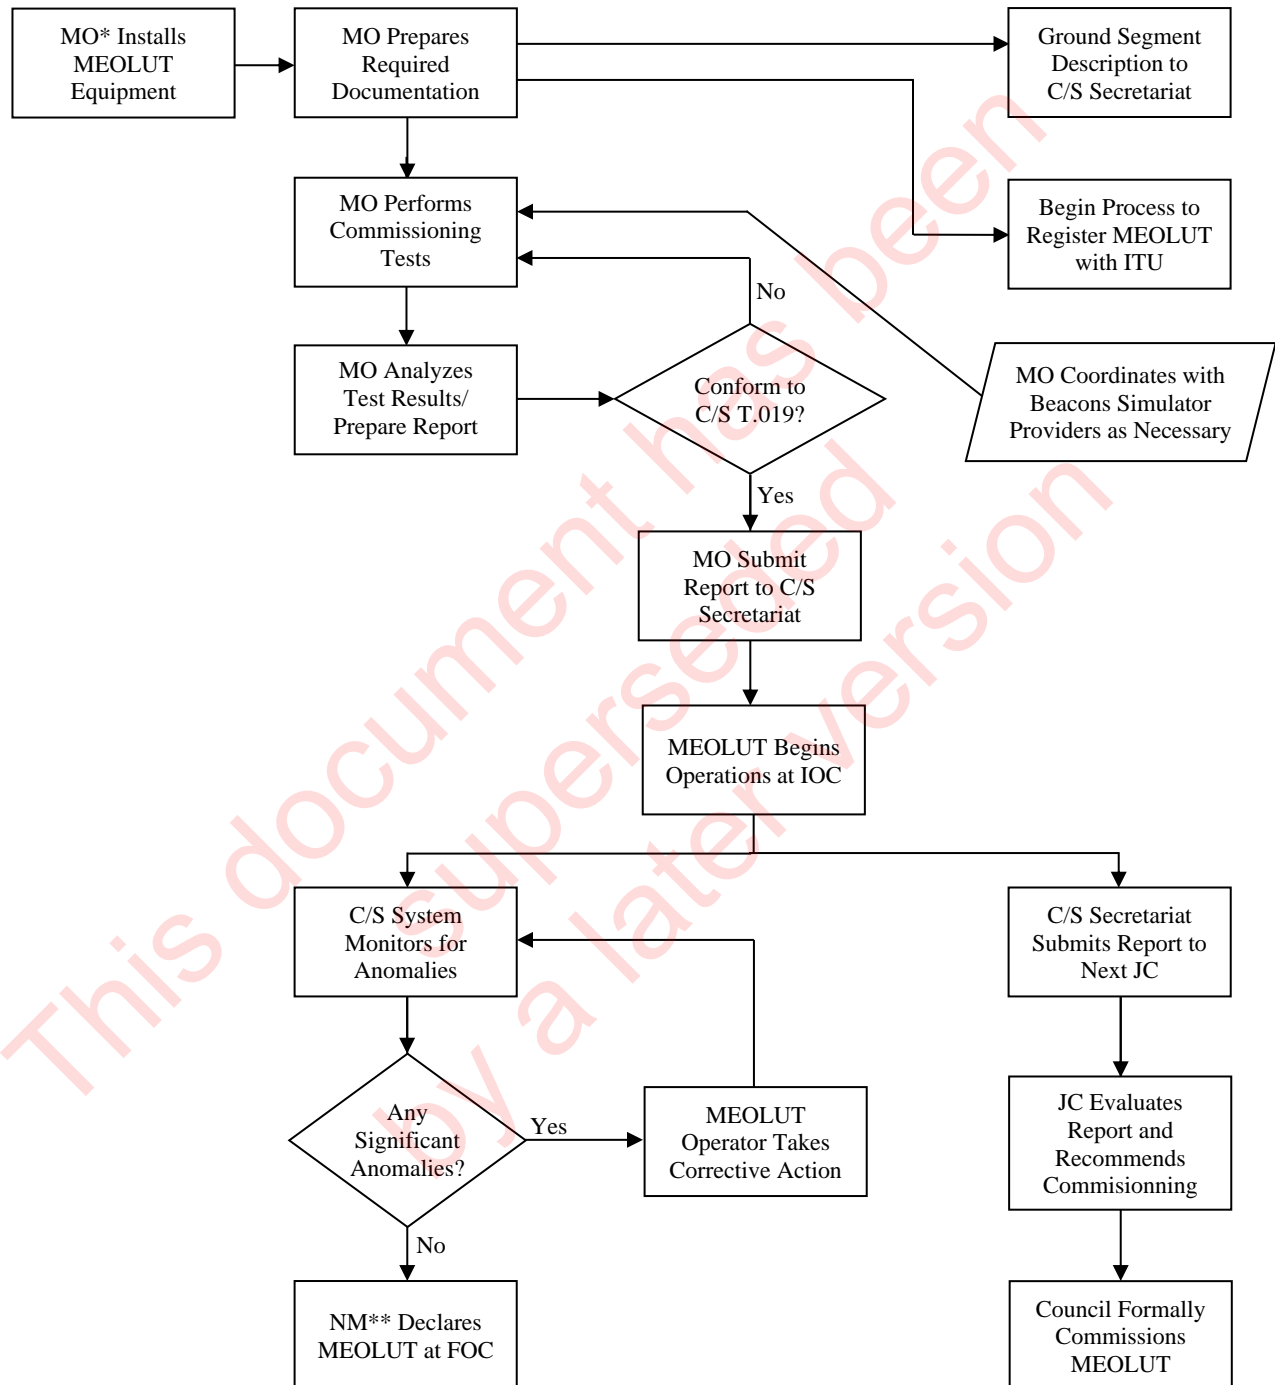 MO* Installs
MEOLUT
Equipment
MO Prepares
Required
Documentation
Ground Segment
Description to
C/S Secretariat
MO Performs
Commissioning
Tests
Begin Process to
Register MEOLUT
with ITU
No
MO Analyzes
Test Results/
Prepare Report
Conform to
C/S T.019?
MO Coordinates with
Beacons Simulator
Providers as Necessary
Yes
MO Submit
Report to C/S
Secretariat
MEOLUT Begins
Operations at IOC
C/S System
Monitors for
Anomalies
C/S Secretariat
Submits Report to
Next JC
Any
Significant
Anomalies?
Yes
MEOLUT
Operator Takes
Corrective Action
JC Evaluates
Report and
Recommends
Commisionning
No
NM** Declares
MEOLUT at FOC
Council Formally
Commissions
MEOLUT
This document has been
superseded
by a later version